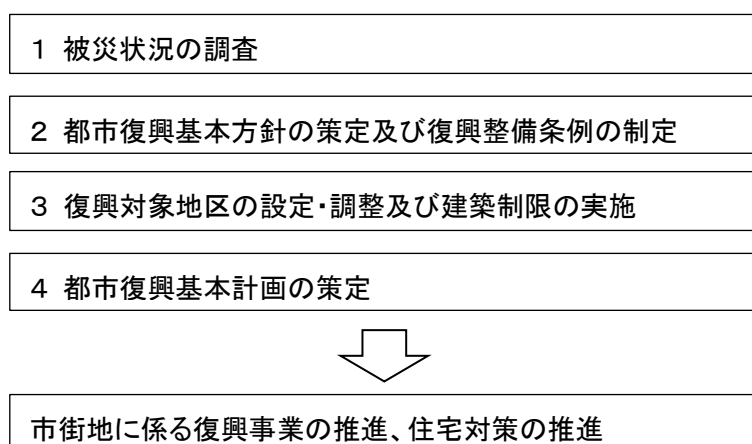 １ 被災状況の調査
２ 都市復興基本方針の策定及び復興整備条例の制定
３ 復興対象地区の設定・調整及び建築制限の実施
４ 都市復興基本計画の策定
市街地に係る復興事業の推進、住宅対策の推進